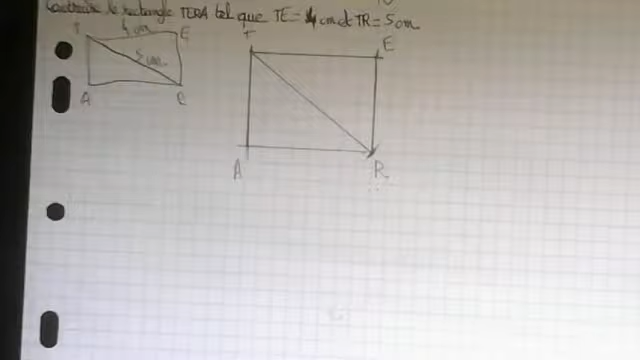 Construire le rectangle TERA tel que TE = 4 cm et TR = 5 cm
T 4 cm E
5 cm
A R
T E
A R